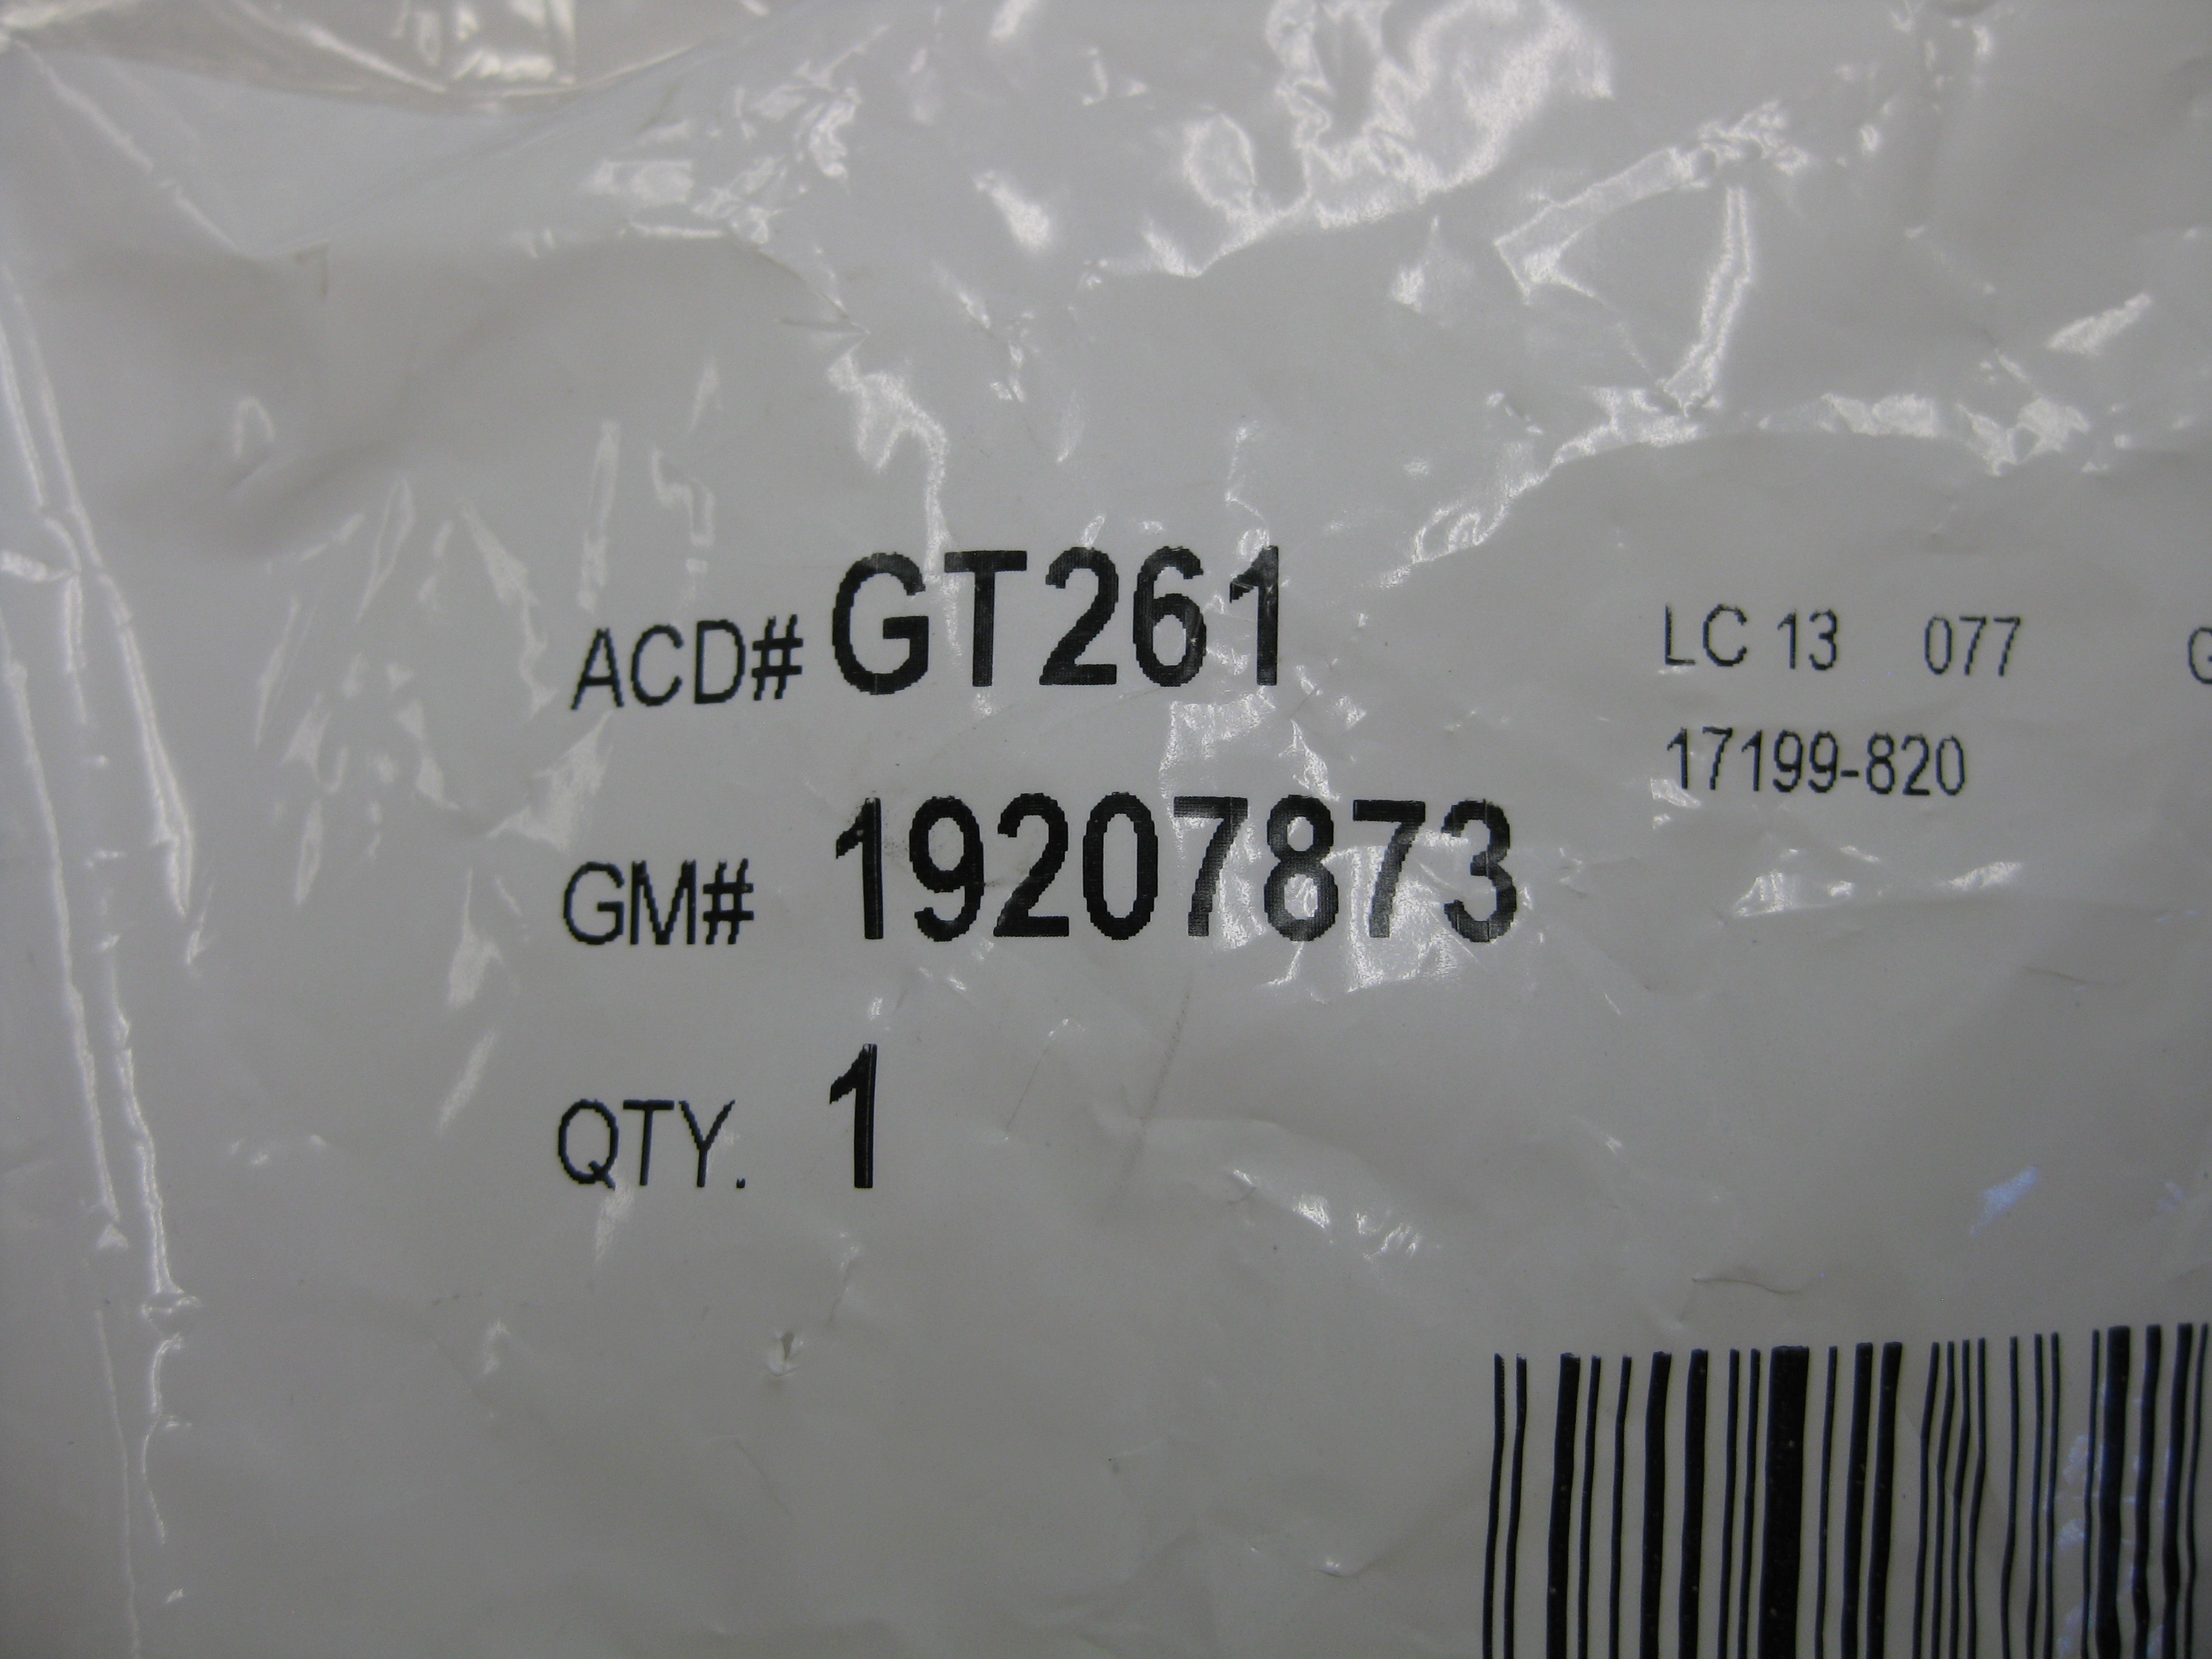 ACD# GT261
GM# 19207873
QTY. 1
LC 13 077
17199-820